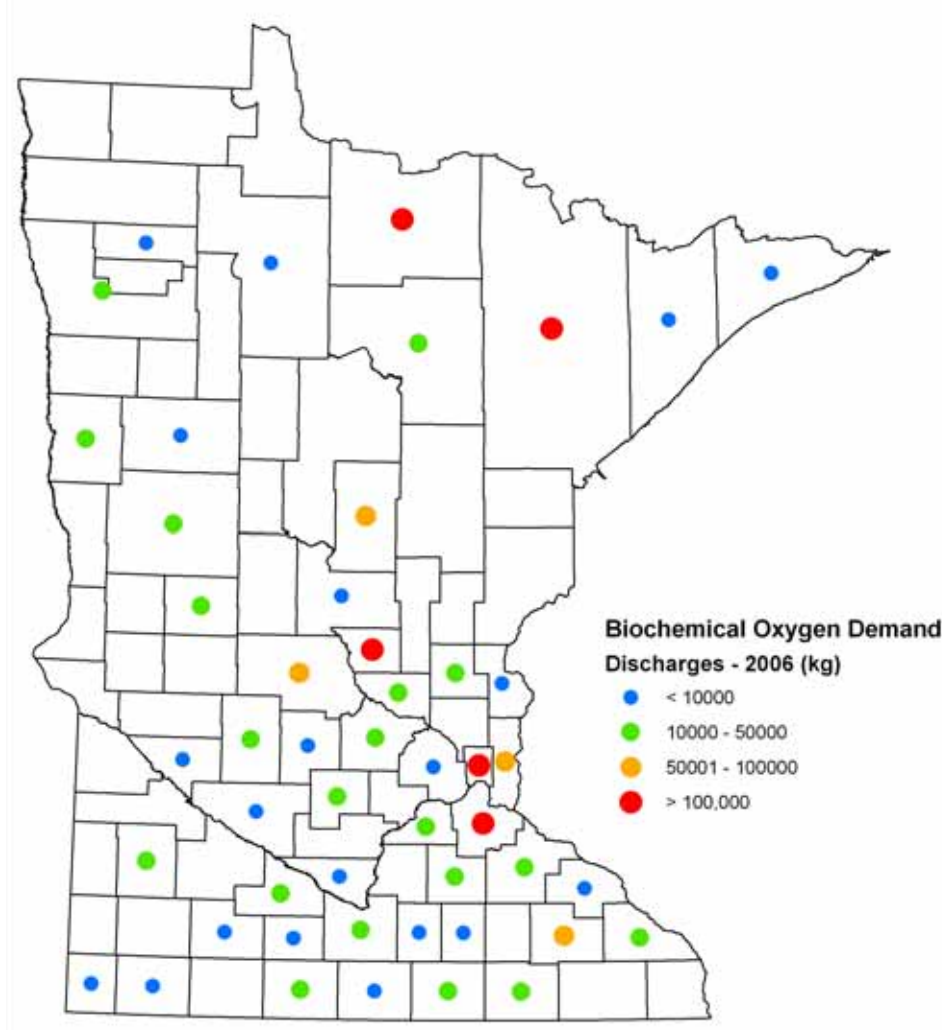 Biochemical Oxygen Demand
Discharges - 2006 (kg)
< 10000
10000 - 50000
50001 - 100000
> 100,000